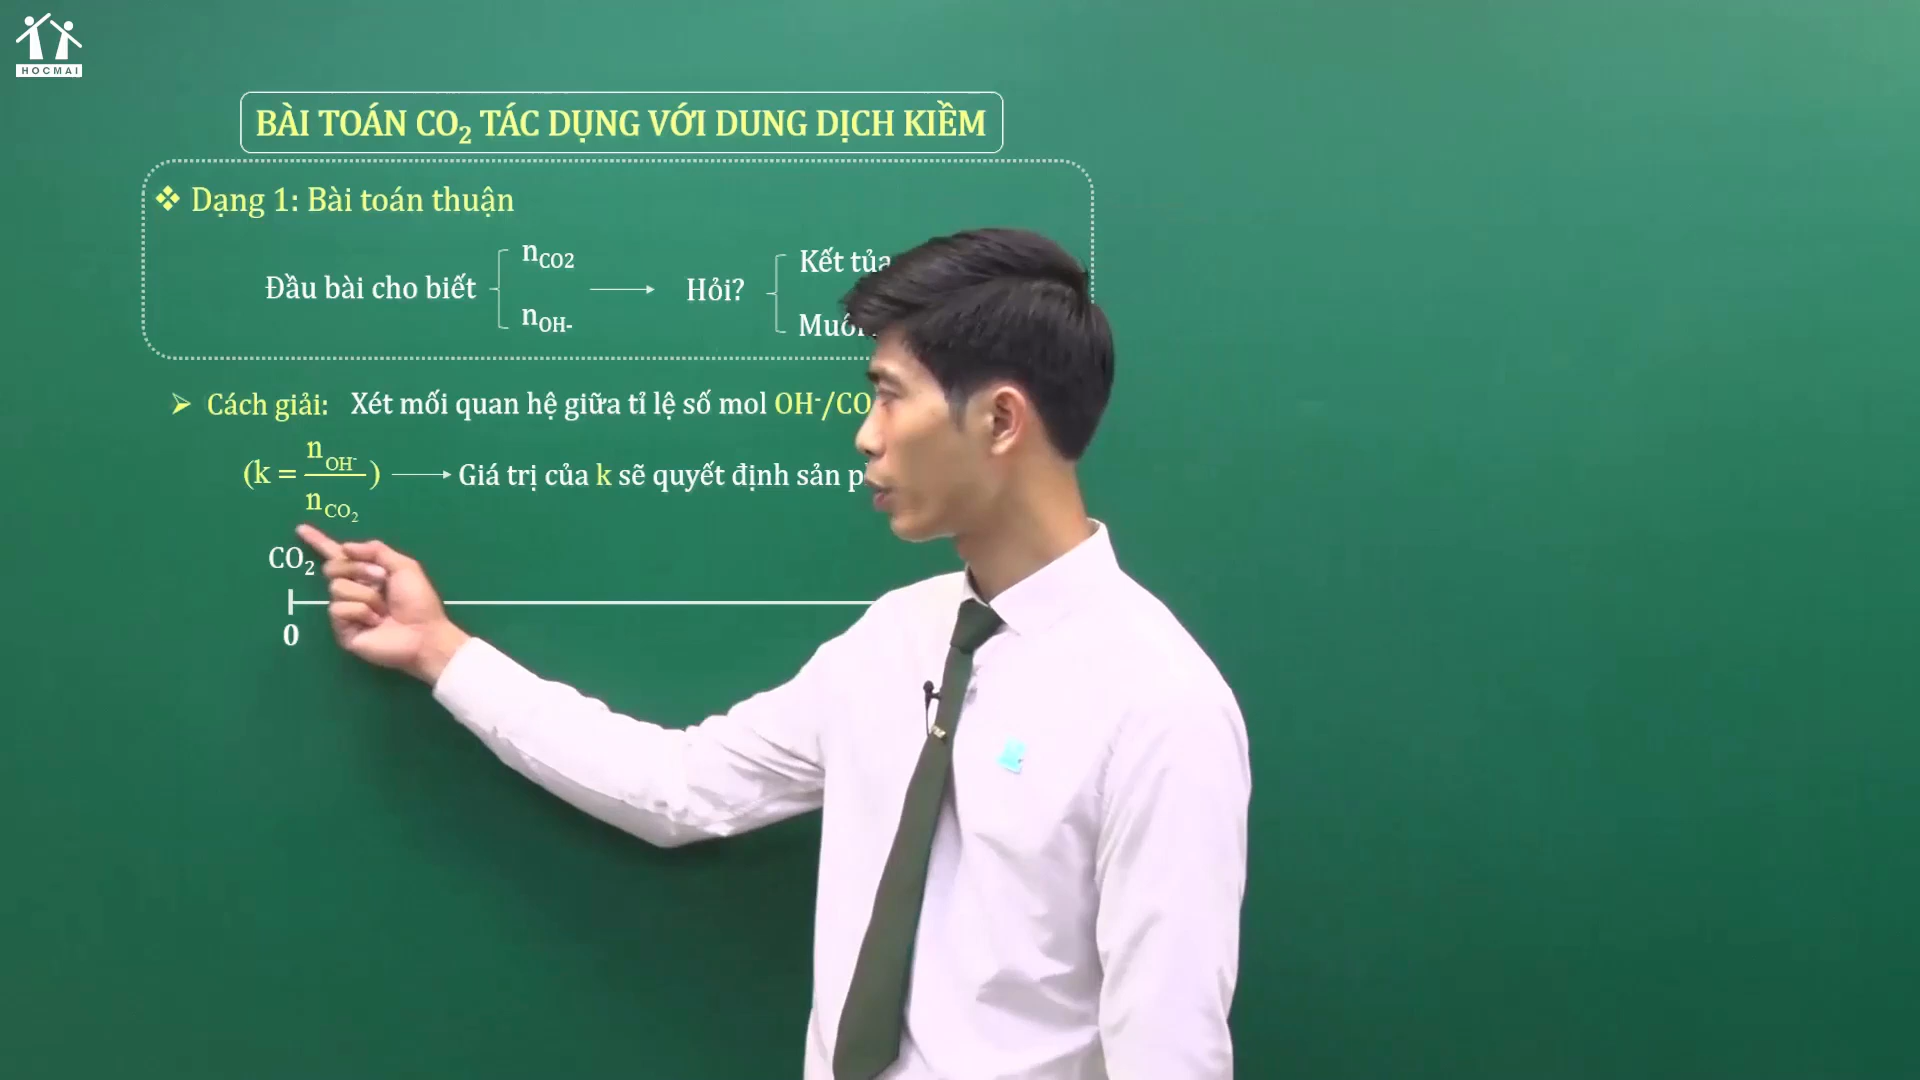 HOCMAI
BÀI TOÁN CO₂ TÁC DỤNG VỚI DUNG DỊCH KIỀM
❖ Dạng 1: Bài toán thuận
Đầu bài cho biết
nCO2
nOH-
Hỏi?
Kết tủa
Muối
➢ Cách giải: Xét mối quan hệ giữa tỉ lệ số mol OH⁻/CO
(k = nOH⁻ / nCO₂) → Giá trị của k sẽ quyết định sản
CO₂
0